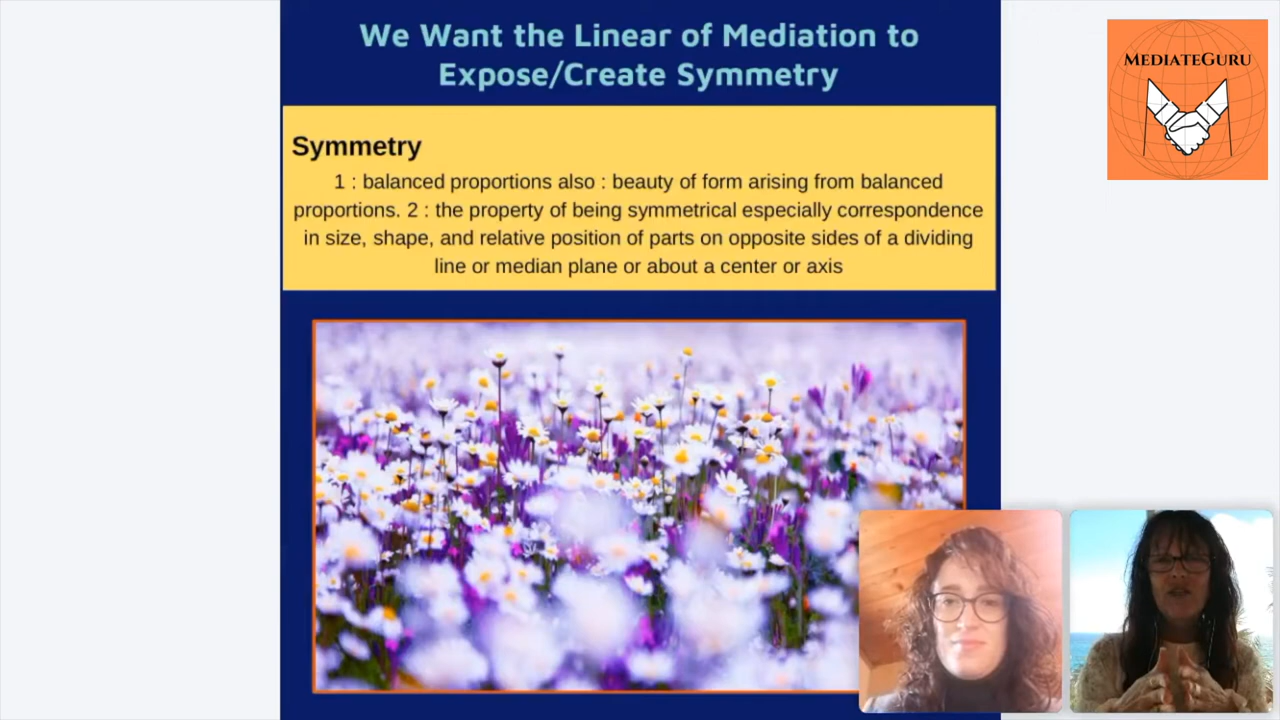 We Want the Linear of Mediation to
Expose/Create Symmetry
MEDIATEGURU
Symmetry
1 : balanced proportions also : beauty of form arising from balanced
proportions. 2 : the property of being symmetrical especially correspondence
in size, shape, and relative position of parts on opposite sides of a dividing
line or median plane or about a center or axis